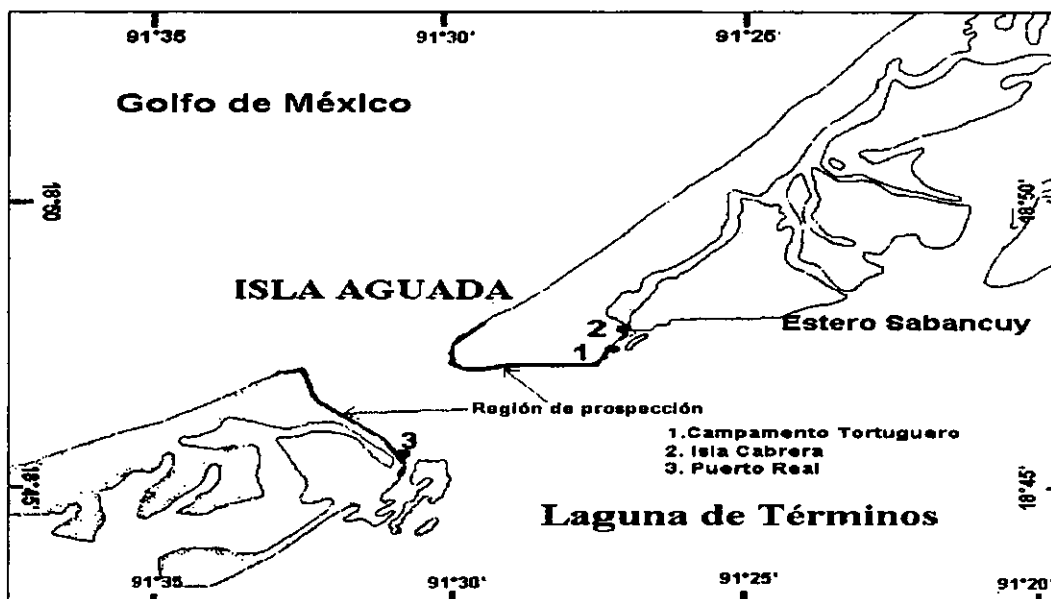 91°35 91°30' 91°25'
Golfo de México
18°50 18°50'
ISLA AGUADA
2
Estero Sabancuy
1
Región de prospección
3
1.Campamento Tortuguero
2. Isla Cabrera
3. Puerto Real
18°45' 18°45'
Laguna de Términos
91°35 91°30' 91°25' 91°20'